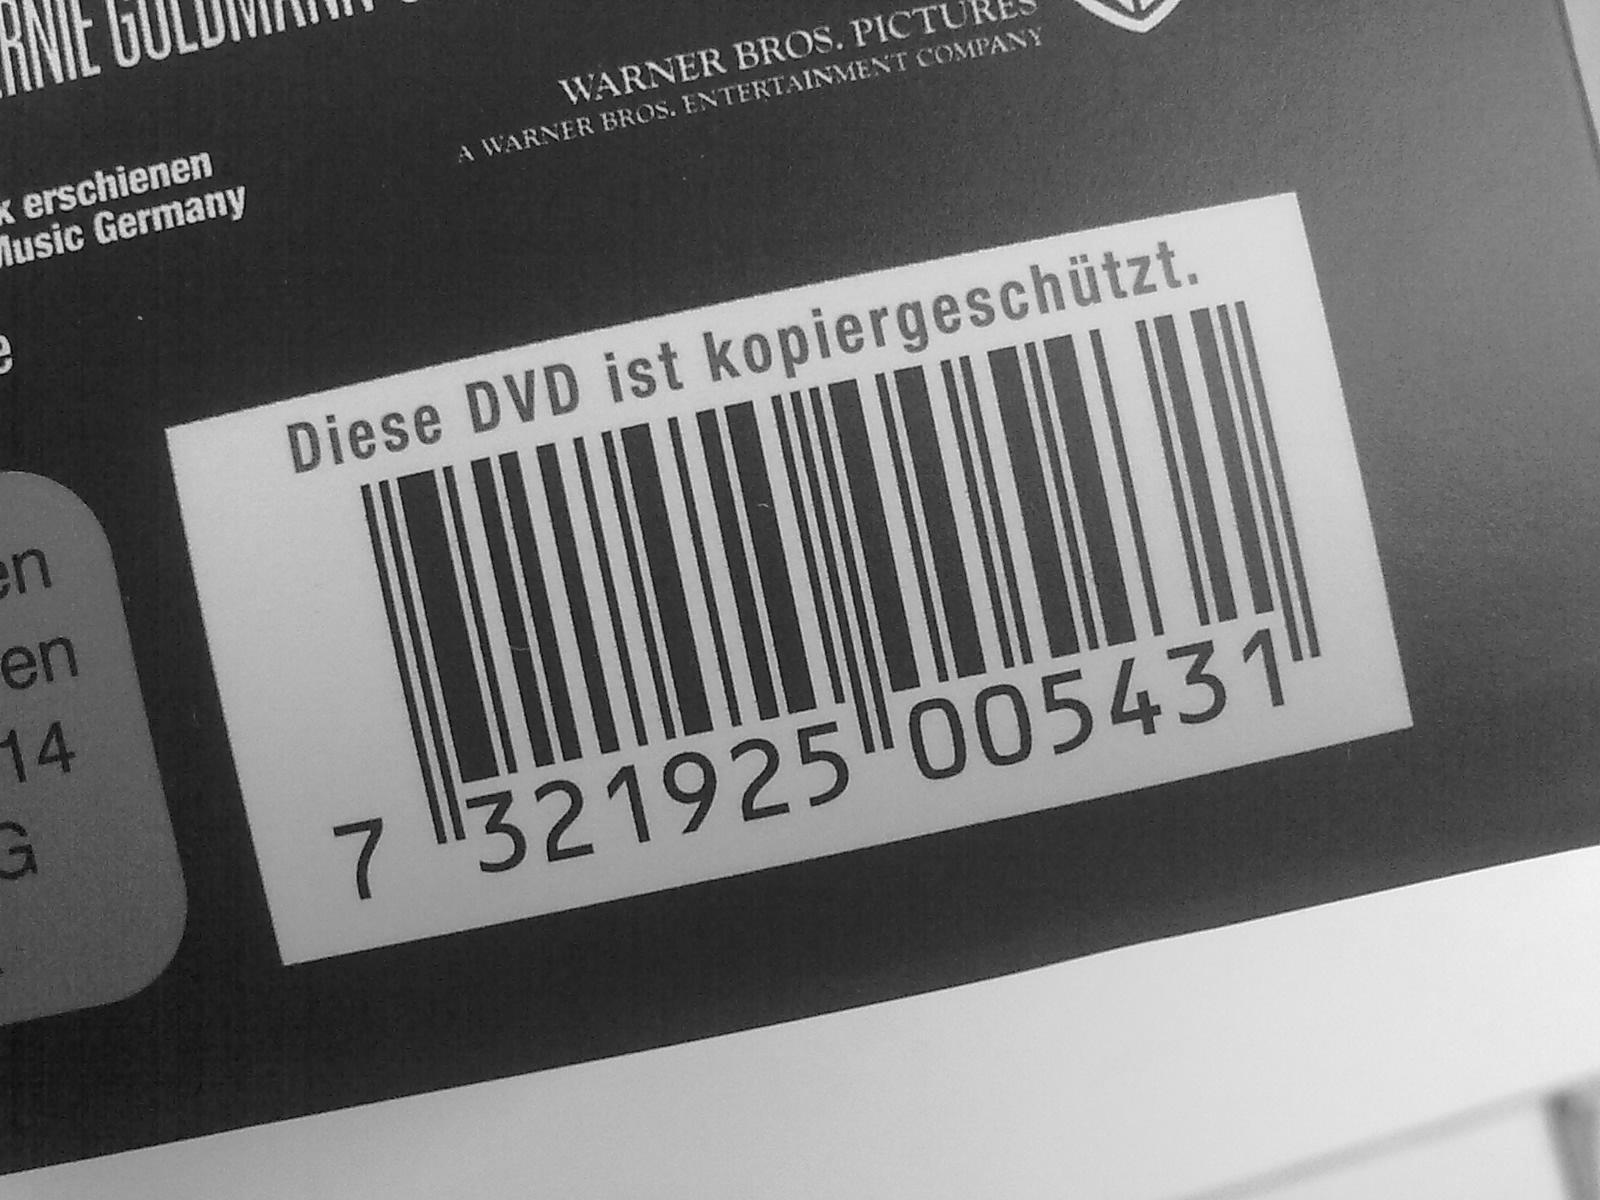 GOLDMANN
WARNER BROS. PICTURES
A WARNER BROS. ENTERTAINMENT COMPANY
erschienen
Music Germany
Diese DVD ist kopiergeschützt.
en
en
14
G
7 321925 005431